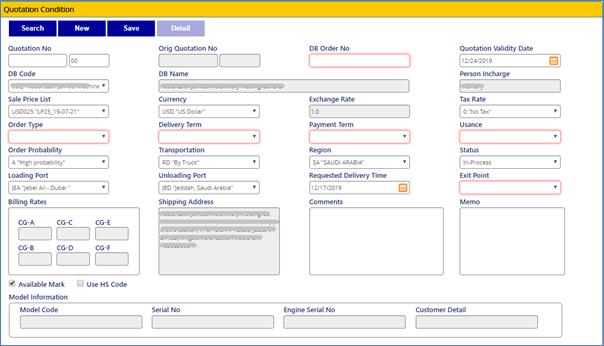 Quotation Condition
Search New Save Detail
Quotation No Orig Quotation No DB Order No. Quotation Validity Date
00 12/24/2019
DB Code DB Name Person Incharge
Sale Price List Currency Exchange Rate Tax Rate
USD025 "LP25_19-07-21" USD "US Dollar" 1.0 0 "No Tax"
Order Type Delivery Term Payment Term Usance
Order Probability Transportation Region Status
A "High probability" RD "By Truck" SA "SAUDI ARABIA" In-Process
Loading Port Unloading Port Requested Delivery Time Exit Point
JEA "Jebel Ali - Dubai " JED "Jeddah, Saudi Arabia" 12/17/2019
Billing Rates Shipping Address Comments Memo
CG-A CG-C CG-E
CG-B CG-D CG-F
Available Mark Use HS Code
Model Information
Model Code Serial No Engine Serial No Customer Detail